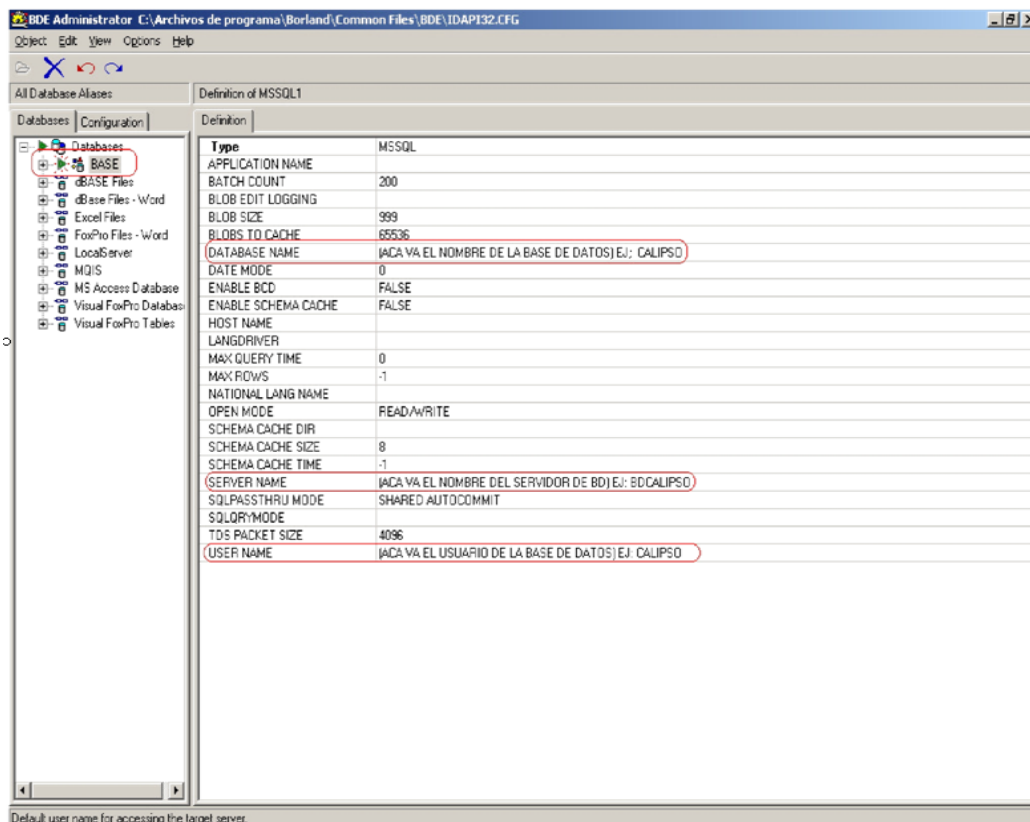 BDE Administrator C:\Archivos de programa\Borland\Common Files\BDE\IDAPI32.CFG
Object Edit View Options Help
All Database Aliases
Definition of MSSQL1
Databases Configuration
Definition
Databases
BASE
dBASE Files
dBase Files - Word
Excel Files
FoxPro Files - Word
LocalServer
MQIS
MS Access Database
Visual FoxPro Databas
Visual FoxPro Tables
Type MSSQL
APPLICATION NAME
BATCH COUNT 200
BLOB EDIT LOGGING
BLOB SIZE 999
BLOBS TO CACHE 65536
DATABASE NAME (ACA VA EL NOMBRE DE LA BASE DE DATOS) EJ; CALIPSO
DATE MODE 0
ENABLE BCD FALSE
ENABLE SCHEMA CACHE FALSE
HOST NAME
LANGDRIVER
MAX QUERY TIME 0
MAX ROWS -1
NATIONAL LANG NAME
OPEN MODE READ/WRITE
SCHEMA CACHE DIR
SCHEMA CACHE SIZE 8
SCHEMA CACHE TIME -1
SERVER NAME (ACA VA EL NOMBRE DEL SERVIDOR DE BD) EJ: BDCALIPSO
SQLPASSTHRU MODE SHARED AUTOCOMMIT
SQLQRYMODE
TDS PACKET SIZE 4096
USER NAME (ACA VA EL USUARIO DE LA BASE DE DATOS) EJ: CALIPSO
Default user name for accessing the target server.